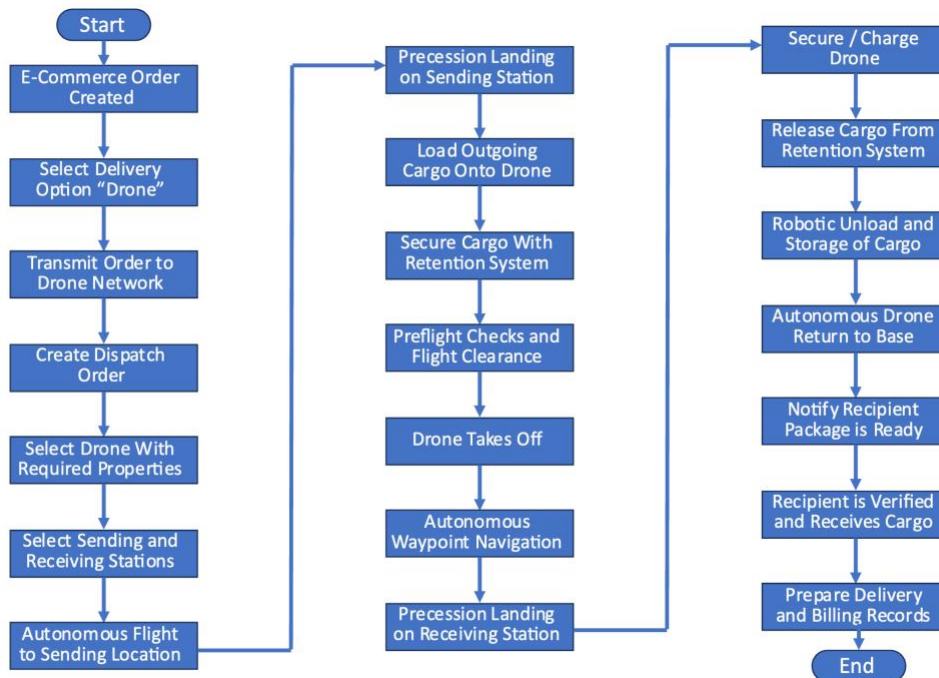 Start
E-Commerce Order
Created
Select Delivery
Option “Drone”
Transmit Order to
Drone Network
Create Dispatch
Order
Select Drone With
Required Properties
Select Sending and
Receiving Stations
Autonomous Flight
to Sending Location
Precession Landing
on Sending Station
Load Outgoing
Cargo Onto Drone
Secure Cargo With
Retention System
Preflight Checks and
Flight Clearance
Drone Takes Off
Autonomous
Waypoint Navigation
Precession Landing
on Receiving Station
Secure / Charge
Drone
Release Cargo From
Retention System
Robotic Unload and
Storage of Cargo
Autonomous Drone
Return to Base
Notify Recipient
Package is Ready
Recipient is Verified
and Receives Cargo
Prepare Delivery
and Billing Records
End